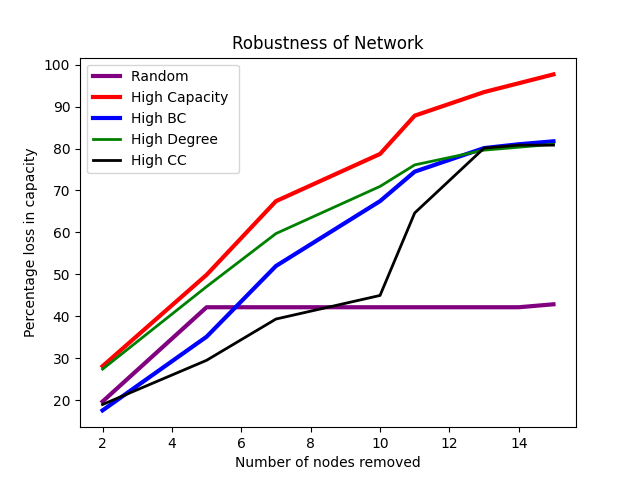 Robustness of Network
Percentage loss in capacity
100
90
80
70
60
50
40
30
20
Random
High Capacity
High BC
High Degree
High CC
2 4 6 8 10 12 14
Number of nodes removed